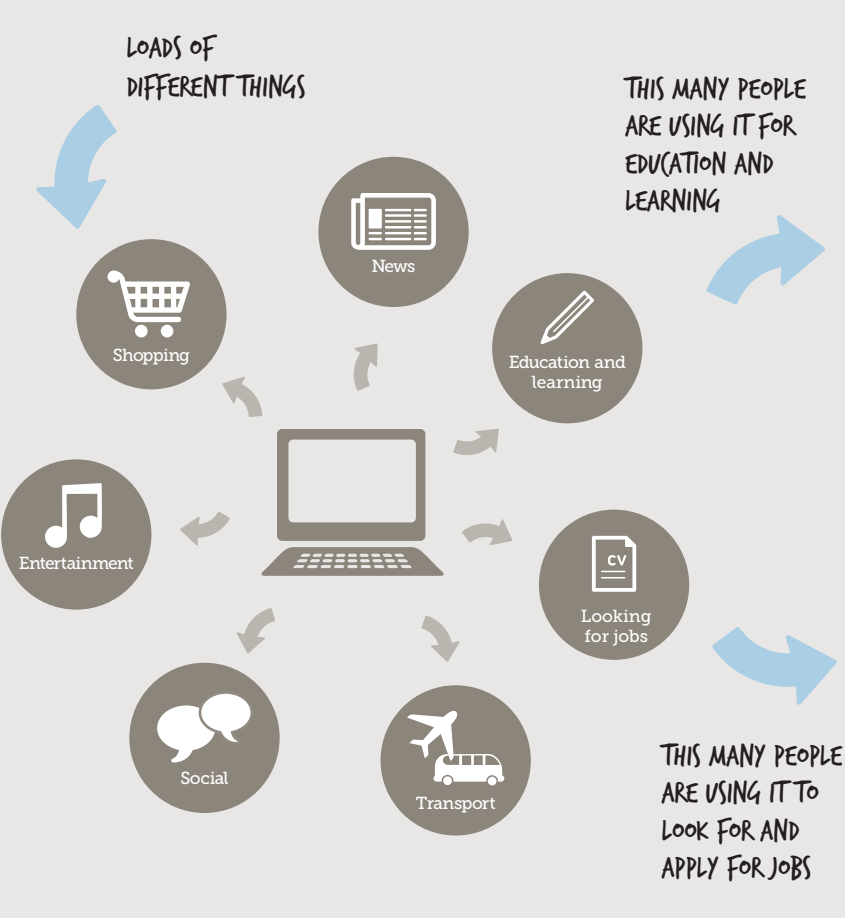 LOADS OF
DIFFERENT THINGS
THIS MANY PEOPLE
ARE USING IT FOR
EDUCATION AND
LEARNING
News
Shopping
Education and
learning
Entertainment
CV
Looking
for jobs
Social
Transport
THIS MANY PEOPLE
ARE USING IT TO
LOOK FOR AND
APPLY FOR JOBS